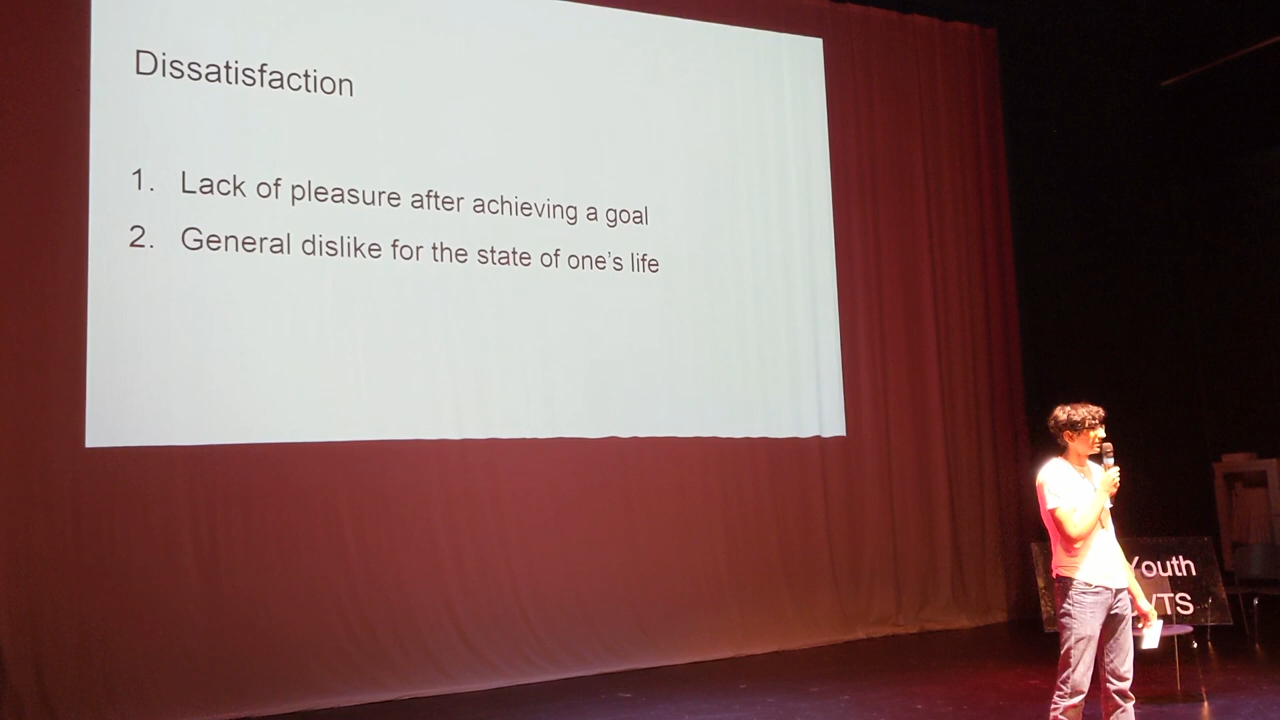 Dissatisfaction
1. Lack of pleasure after achieving a goal
2. General dislike for the state of one's life
Youth